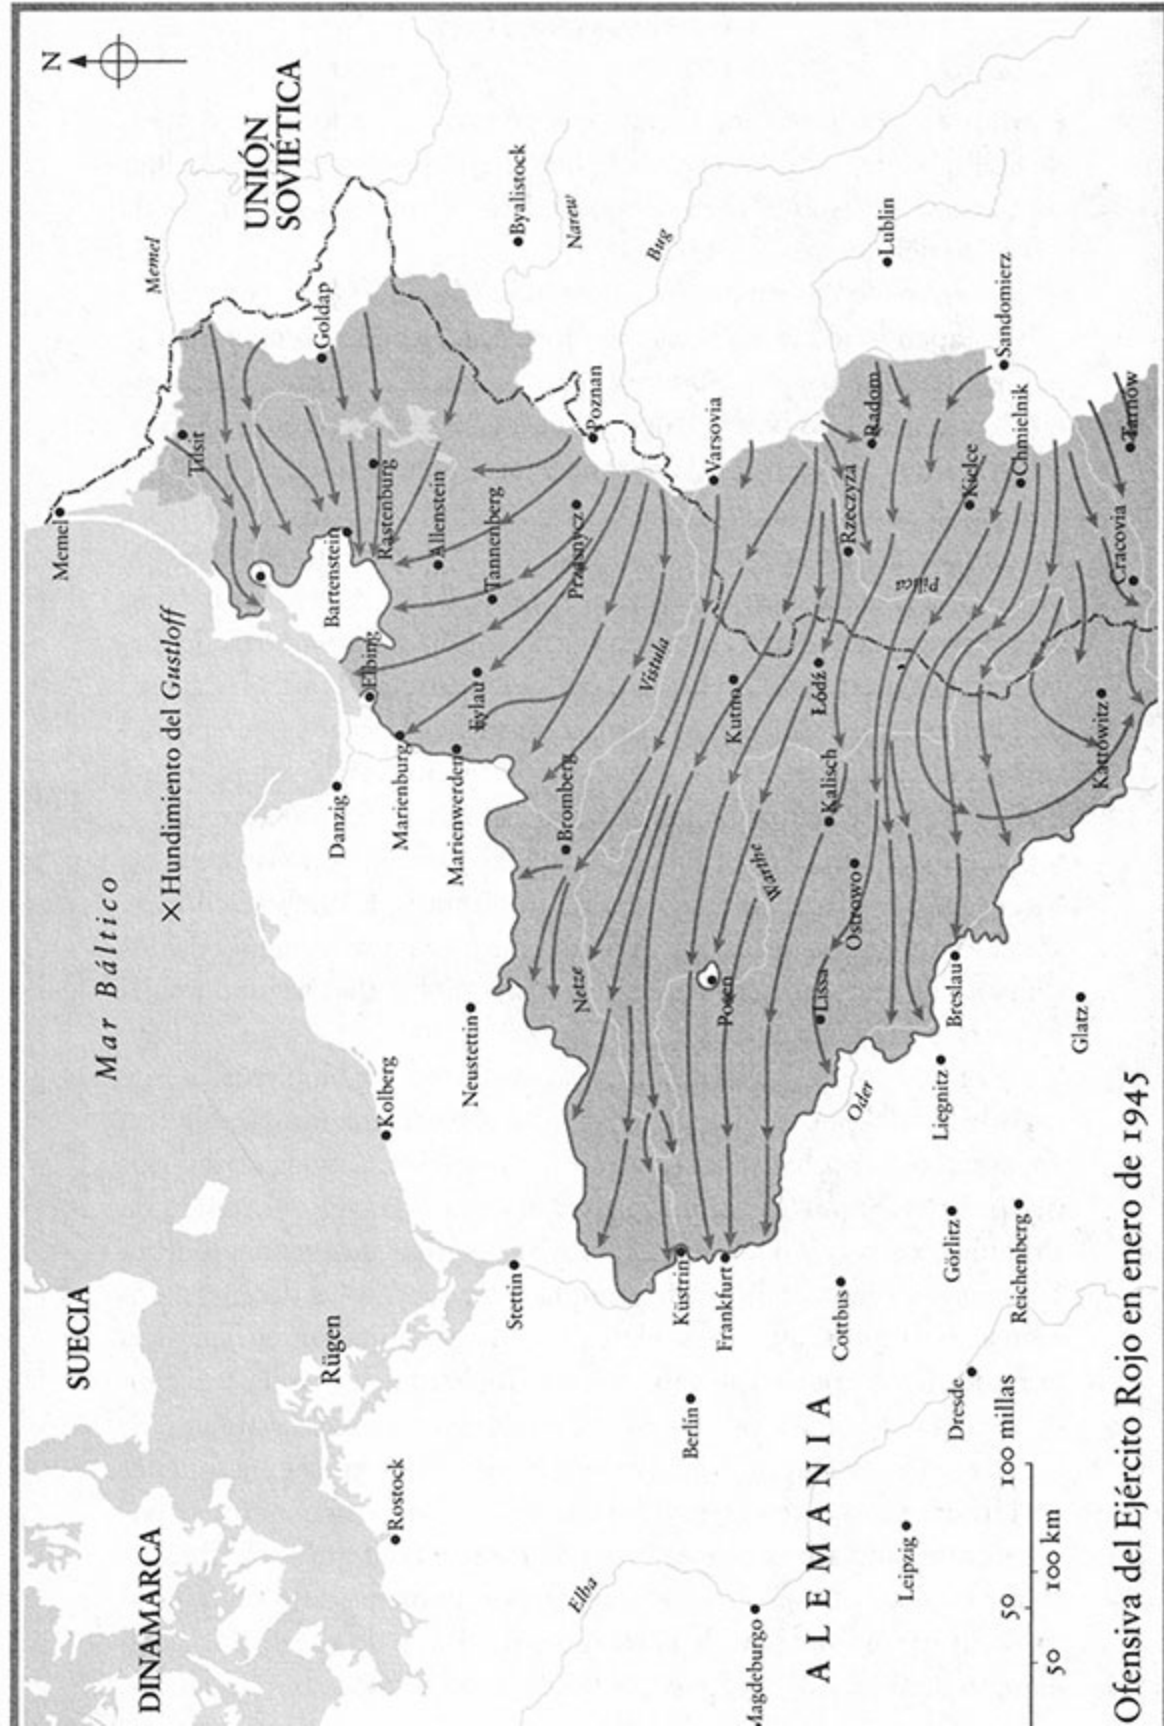 N
SUECIA
DINAMARCA
Mar Báltico
Hundimiento del Gustloff
UNIÓN
SOVIÉTICA
Memel
Memel
Tilsit
Goldap
Rügen
Rostock
Kolberg
Danzig
Elbing
Bartenstein
Rastenburg
Marienburg
Allenstein
Marienwerder
Eylau
Tannenberg
Byalistock
Narew
Neustettin
Stettin
Bromberg
Przasnycz
Poznan
Netze
Vistula
Bug
Elba
Berlín
Küstrin
Frankfurt
Posen
Kutno
Varsovia
Magdeburgo
Warthe
ALEMANIA
Cottbus
Lissa
Kalisch
Łódź
Oder
Ostrowo
Rzeczyza
Radom
Lublin
Leipzig
Pilica
Dresde
Görlitz
Liegnitz
Breslau
Kielce
Sandomierz
Chmielnik
Reichenberg
Glatz
Kattowitz
Cracovia
Tarnów
50
100 millas
50
100 km
Ofensiva del Ejército Rojo en enero de 1945